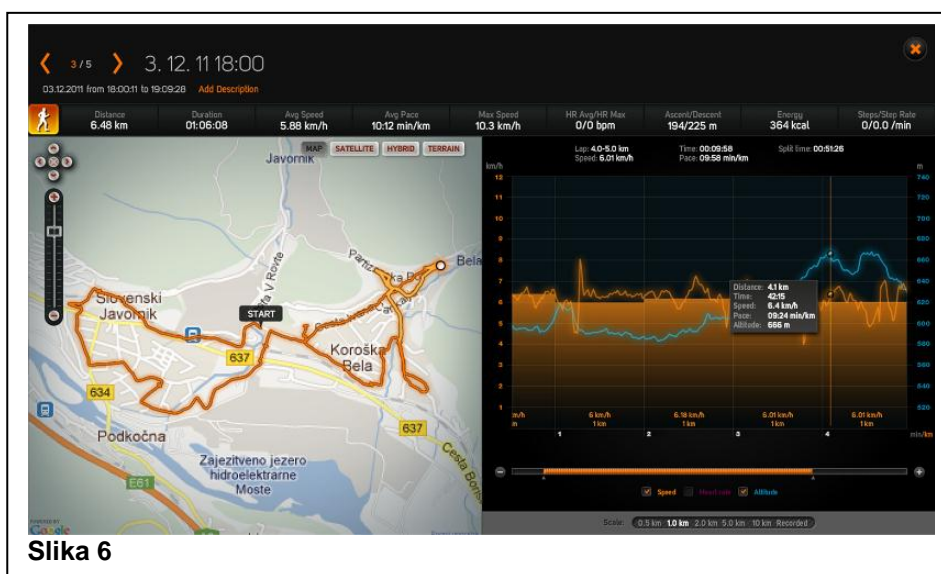 3 / 5 3. 12. 11 18:00
03.12.2011 from 18:00:11 to 19:09:28 Add Description
Distance Duration Avg Speed Avg Pace Max Speed HR Avg/HR Max Ascent/Descent Energy Steps/Step Rate
6.48 km 01:06:08 5.88 km/h 10:12 min/km 10.3 km/h 0/0 bpm 194/225 m 364 kcal 0/0.0 /min
MAP SATELLITE HYBRID TERRAIN
Javornik
Cesta V Rovte
Bela
Slovenski
Javornik
START
637
Koroška
Bela
634
637
Podkočna
Zajezitveno jezero
hidroelektrarne
Moste
E61
POWERED BY
Google
Lap: 4.0-5.0 km Time: 00:09:58 Split time: 00:51:26
Speed: 6.01 km/h Pace: 09:58 min/km
km/h m
13 740
11 700
10 680
9 660
8 660
7 640
6 620
5 600
4 580
3 560
2 540
1 520
Distance: 4.1 km
Time: 42:15
Speed: 6.4 km/h
Pace: 09:24 min/km
Altitude: 666 m
m/h 6 km/h 6.18 km/h 6.01 km/h 6.01 km/h
m 1 km 1 km 1 km 1 km
1 2 3 4 min/km
Speed Heart rate Altitude
Scale: 0.5 km 1.0 km 2.0 km 5.0 km 10 km Recorded
Slika 6